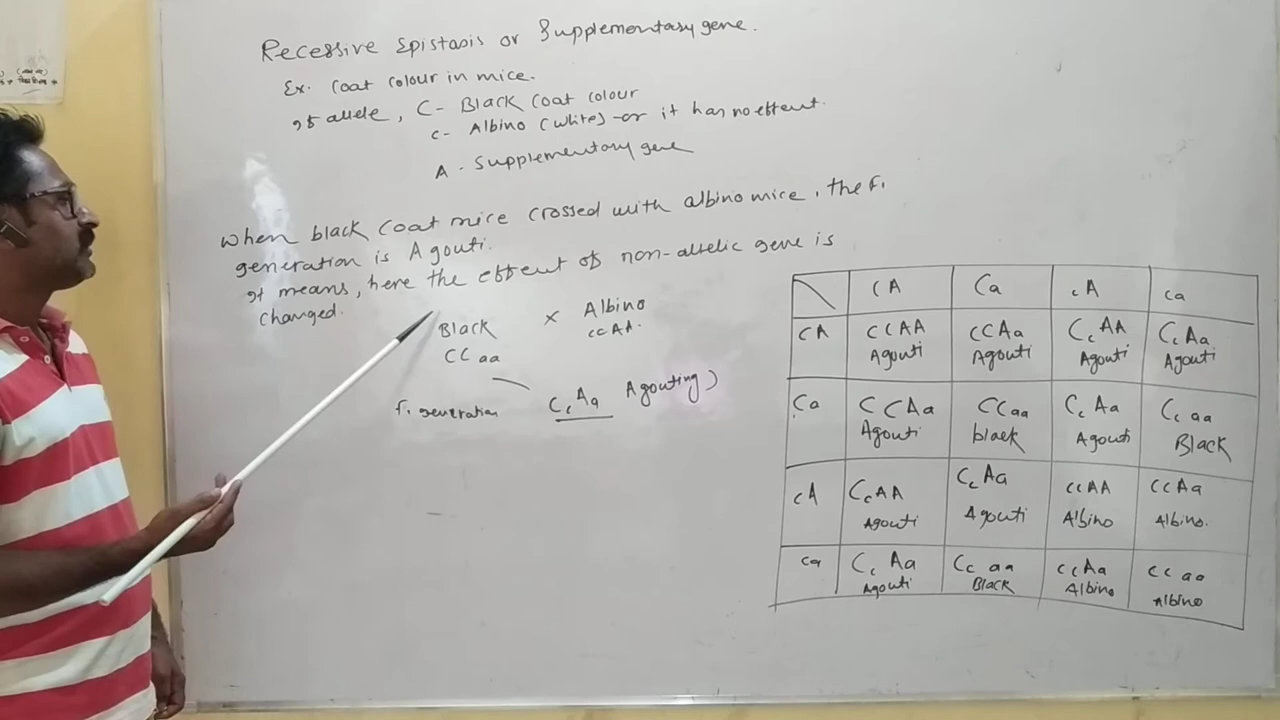 Recessive Epistasis or Supplementary gene.
Ex. Coat colour in mice.
If allele, C- Black Coat colour
c- Albino (white) or it has no effect.
A - Supplementary gene
When black coat mice crossed with albino mice, the F₁
generation is Agouti.
It means, here the effect of non-allelic gene is
changed.
Black × Albino
CCaa ccAA.
F₁ generation CcAa Agouting)
CA Ca cA ca
CA CCAA CCAa CcAA CcAa
Agouti Agouti Agouti Agouti
Ca CCAa CCaa CcAa Ccaa
Agouti black Agouti Black
cA CcAA CcAa ccAA ccAa
Agouti Agouti Albino Albino.
ca CcAa Ccaa ccAa ccaa
Agouti Black Albino Albino